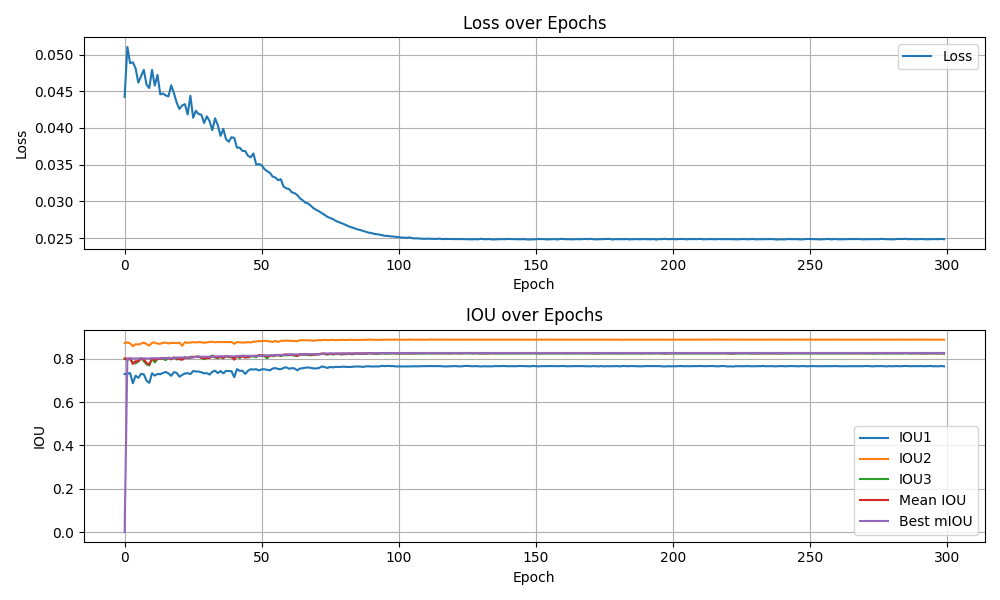 Loss over Epochs
0.050
0.045
0.040
0.035
0.030
0.025
Loss
Loss
0 50 100 150 200 250 300
Epoch
IOU over Epochs
0.8
0.6
0.4
0.2
0.0
IOU
IOU1
IOU2
IOU3
Mean IOU
Best mIOU
0 50 100 150 200 250 300
Epoch